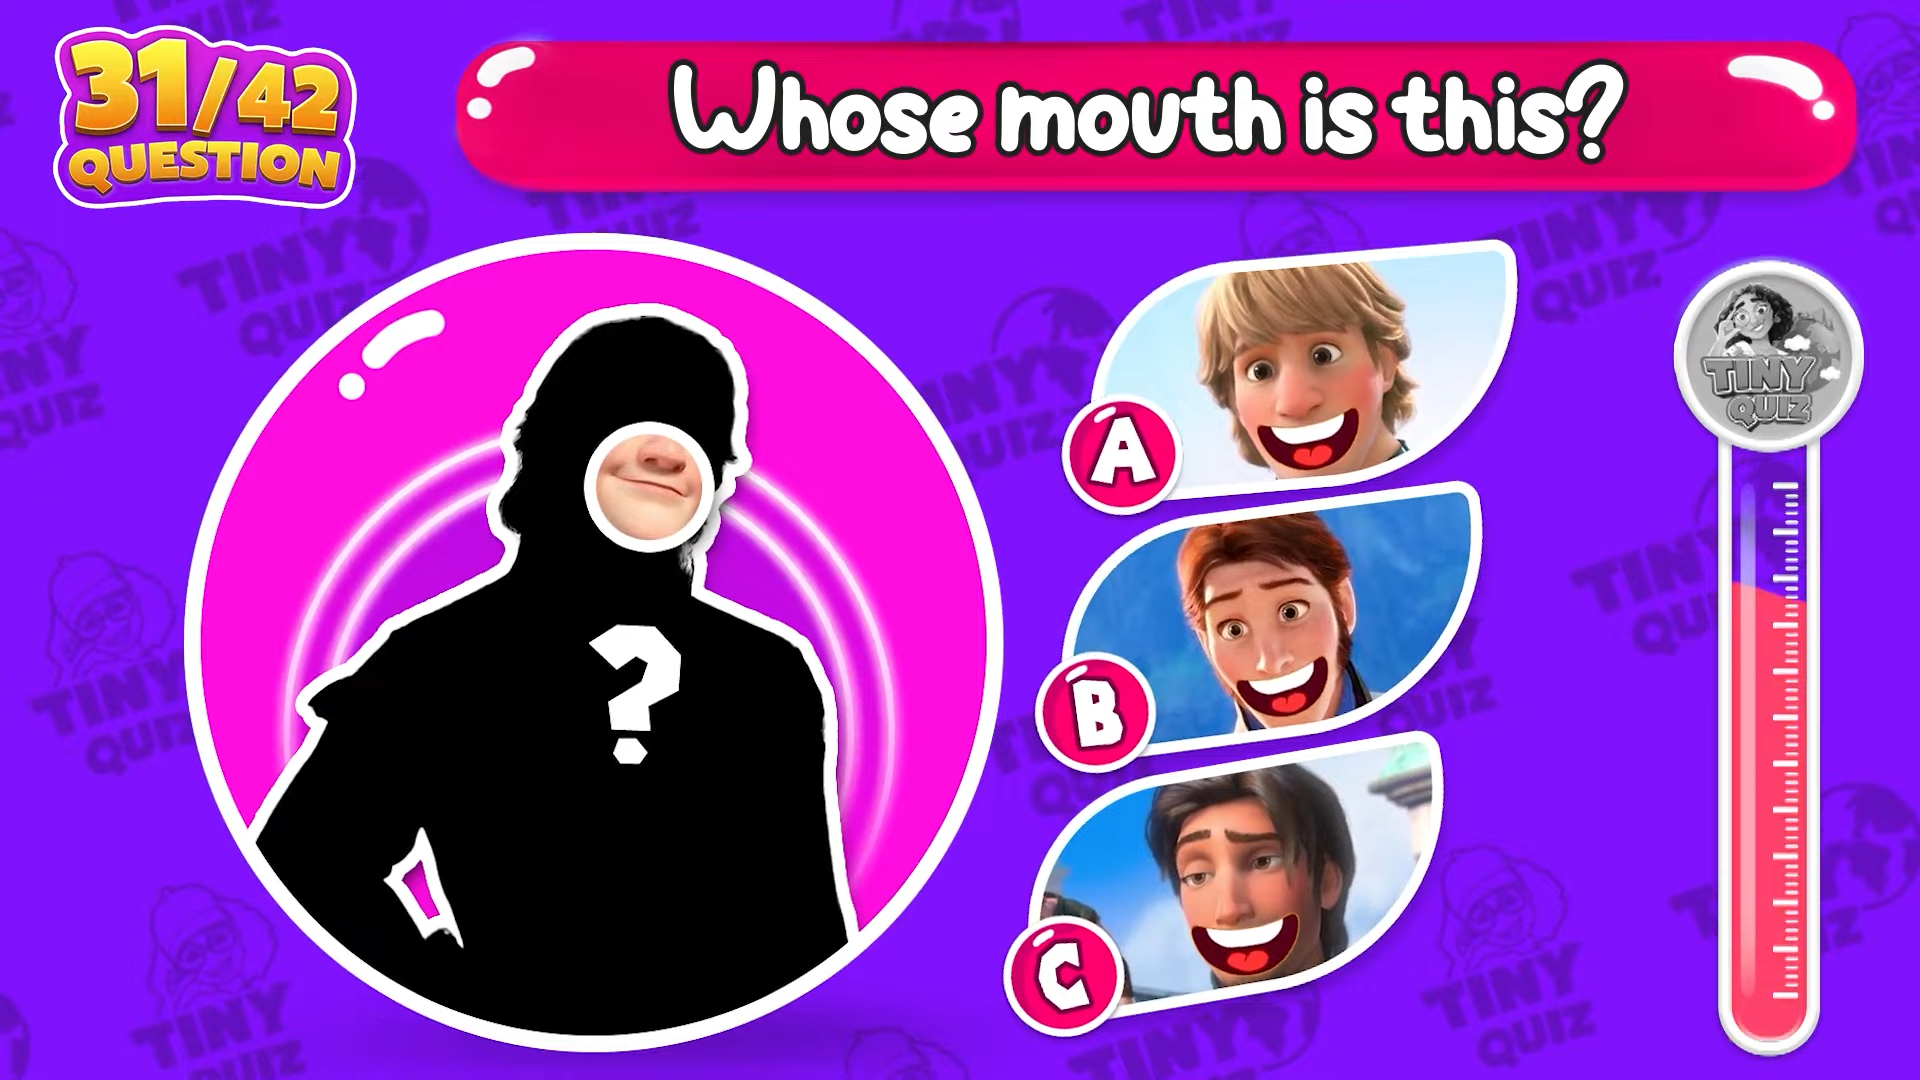 31/42
QUESTION
Whose mouth is this?
?
A
B
C
TINY
QUIZ